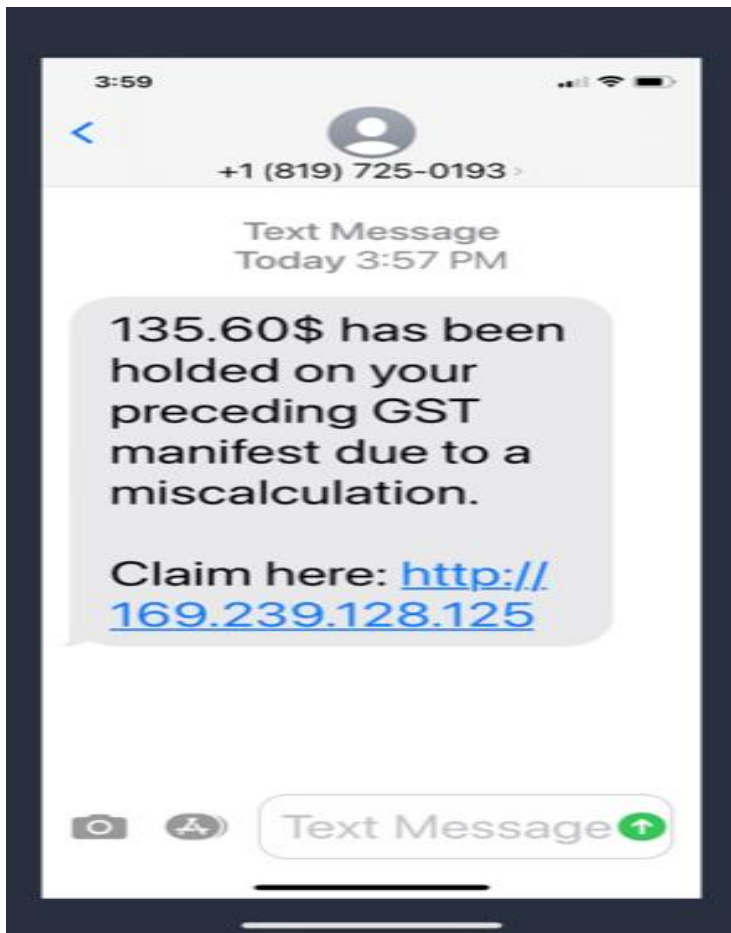 3:59
+1 (819) 725-0193 >
Text Message
Today 3:57 PM
135.60$ has been
holded on your
preceding GST
manifest due to a
miscalculation.
Claim here: http://
169.239.128.125
Text Message